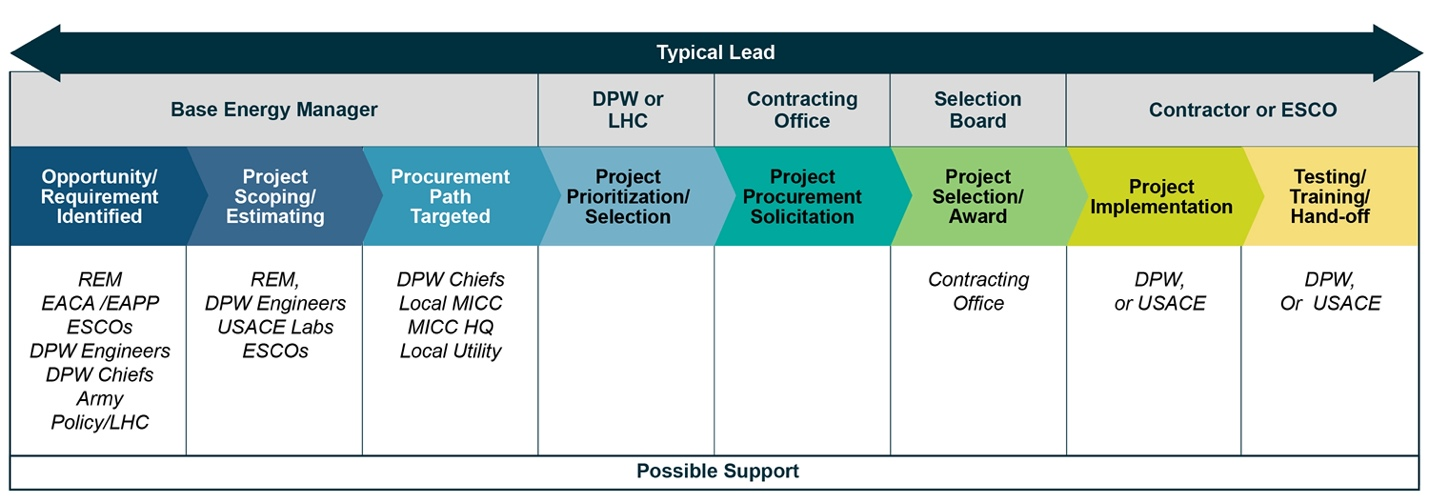 Typical Lead
Base Energy Manager
DPW or
LHC
Contracting
Office
Selection
Board
Contractor or ESCO
Opportunity/
Requirement
Identified
Project
Scoping/
Estimating
Procurement
Path
Targeted
Project
Prioritization/
Selection
Project
Procurement
Solicitation
Project
Selection/
Award
Project
Implementation
Testing/
Training/
Hand-off
REM
EACA /EAPP
ESCOs
DPW Engineers
DPW Chiefs
Army
Policy/LHC
REM,
DPW Engineers
USACE Labs
ESCOs
DPW Chiefs
Local MICC
MICC HQ
Local Utility
Contracting
Office
DPW,
or USACE
DPW,
Or USACE
Possible Support